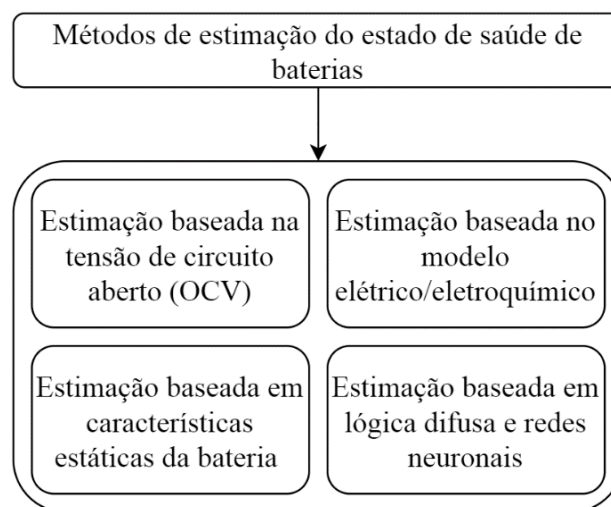 Métodos de estimação do estado de saúde de
baterias
Estimação baseada na
tensão de circuito
aberto (OCV)
Estimação baseada no
modelo
elétrico/eletroquímico
Estimação baseada em
características
estáticas da bateria
Estimação baseada em
lógica difusa e redes
neuronais